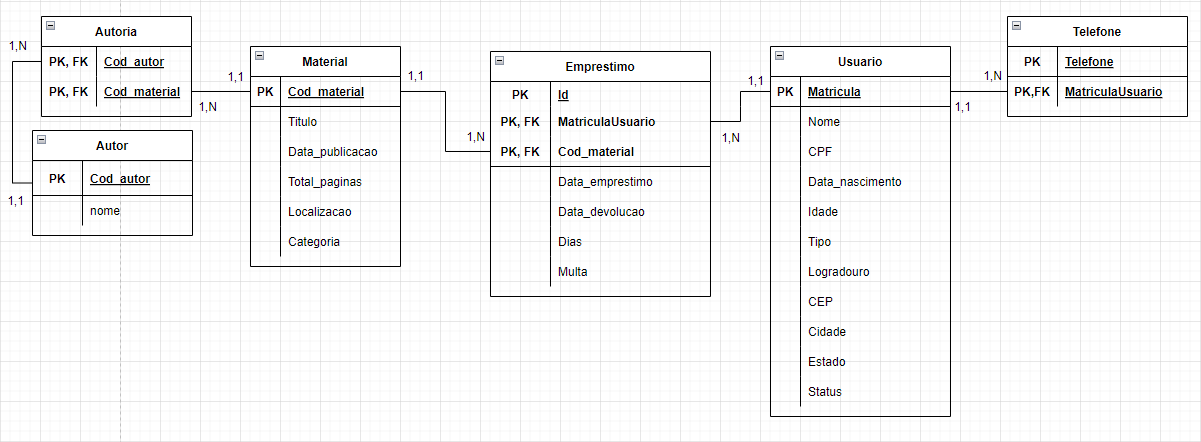 Autoria
PK, FK Cod_autor
PK, FK Cod_material
1,N
1,N
Autor
PK Cod_autor
nome
1,1
Material
PK Cod_material
Titulo
Data_publicacao
Total_paginas
Localizacao
Categoria
1,1
1,1
Emprestimo
PK Id
PK, FK MatriculaUsuario
PK, FK Cod_material
Data_emprestimo
Data_devolucao
Dias
Multa
1,N
1,N
Usuario
PK Matricula
Nome
CPF
Data_nascimento
Idade
Tipo
Logradouro
CEP
Cidade
Estado
Status
1,1
1,1
Telefone
PK Telefone
PK,FK MatriculaUsuario
1,N